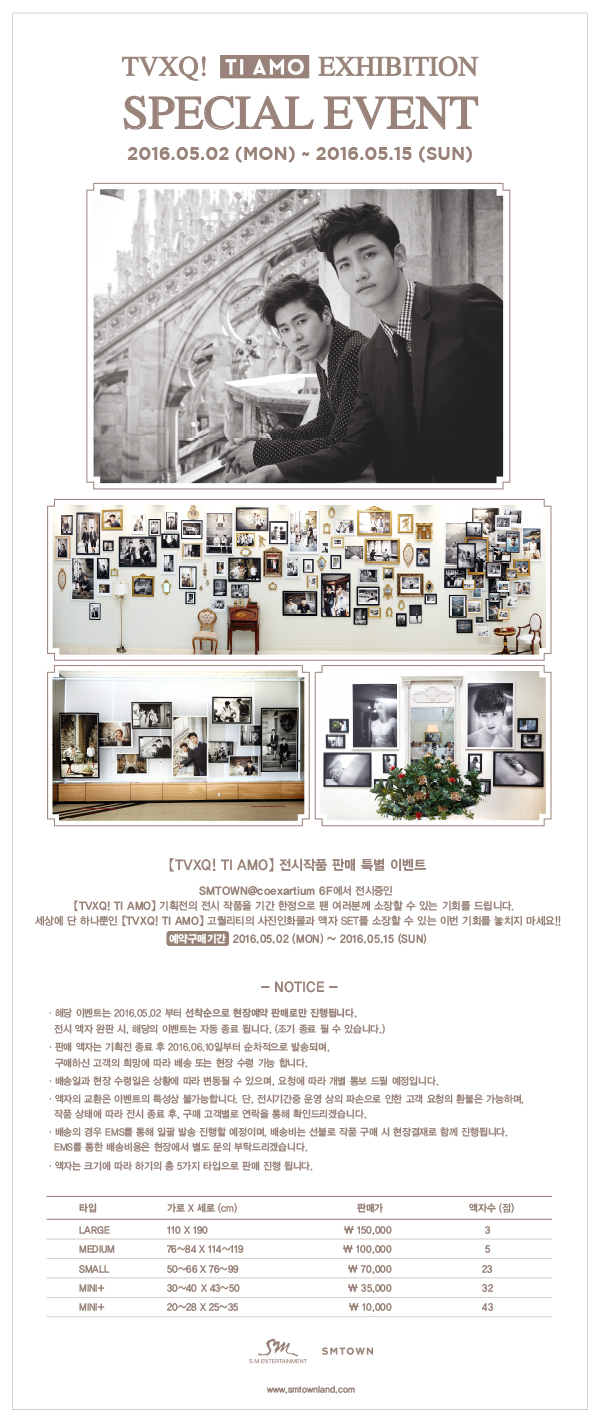 TVXQ! TI AMO EXHIBITION
SPECIAL EVENT
2016.05.02 (MON) ~ 2016.05.15 (SUN)
【TVXQ! TI AMO】 전시작품 판매 특별 이벤트
SMTOWN@coexartium 6F에서 전시중인
【TVXQ! TI AMO】 기획전의 전시 작품을 기간 한정으로 팬 여러분께 소장할 수 있는 기회를 드립니다.
세상에 단 하나뿐인 【TVXQ! TI AMO】 고퀄리티의 사진인화물과 액자 SET를 소장할 수 있는 이번 기회를 놓치지 마세요!!
예약구매기간 2016.05.02 (MON) ~ 2016.05.15 (SUN)
– NOTICE –
· 해당 이벤트는 2016.05.02 부터 선착순으로 현장예약 판매로만 진행됩니다.
전시 액자 완판 시, 해당의 이벤트는 자동 종료 됩니다. (조기 종료 될 수 있습니다.)
· 판매 액자는 기획전 종료 후 2016.06.10일부터 순차적으로 발송되며,
구매하신 고객의 희망에 따라 배송 또는 현장 수령 가능 합니다.
· 배송일과 현장 수령일은 상황에 따라 변동될 수 있으며, 요청에 따라 개별 통보 드릴 예정입니다.
· 액자의 교환은 이벤트의 특성상 불가능합니다. 단, 전시기간중 운영 상의 파손으로 인한 고객 요청의 환불은 가능하며,
작품 상태에 따라 전시 종료 후, 구매 고객별로 연락을 통해 확인드리겠습니다.
· 배송의 경우 EMS를 통해 일괄 발송 진행할 예정이며, 배송비는 선불로 작품 구매 시 현장결재로 함께 진행됩니다.
EMS를 통한 배송비용은 현장에서 별도 문의 부탁드리겠습니다.
· 액자는 크기에 따라 하기의 총 5가지 타입으로 판매 진행 됩니다.
타입 가로 X 세로 (cm) 판매가 액자수 (점)
LARGE 110 X 190 ₩ 150,000 3
MEDIUM 76~84 X 114~119 ₩ 100,000 5
SMALL 50~66 X 76~99 ₩ 70,000 23
MINI+ 30~40 X 43~50 ₩ 35,000 32
MINI+ 20~28 X 25~35 ₩ 10,000 43
SM SMTOWN
S.M.ENTERTAINMENT
www.smtownland.com